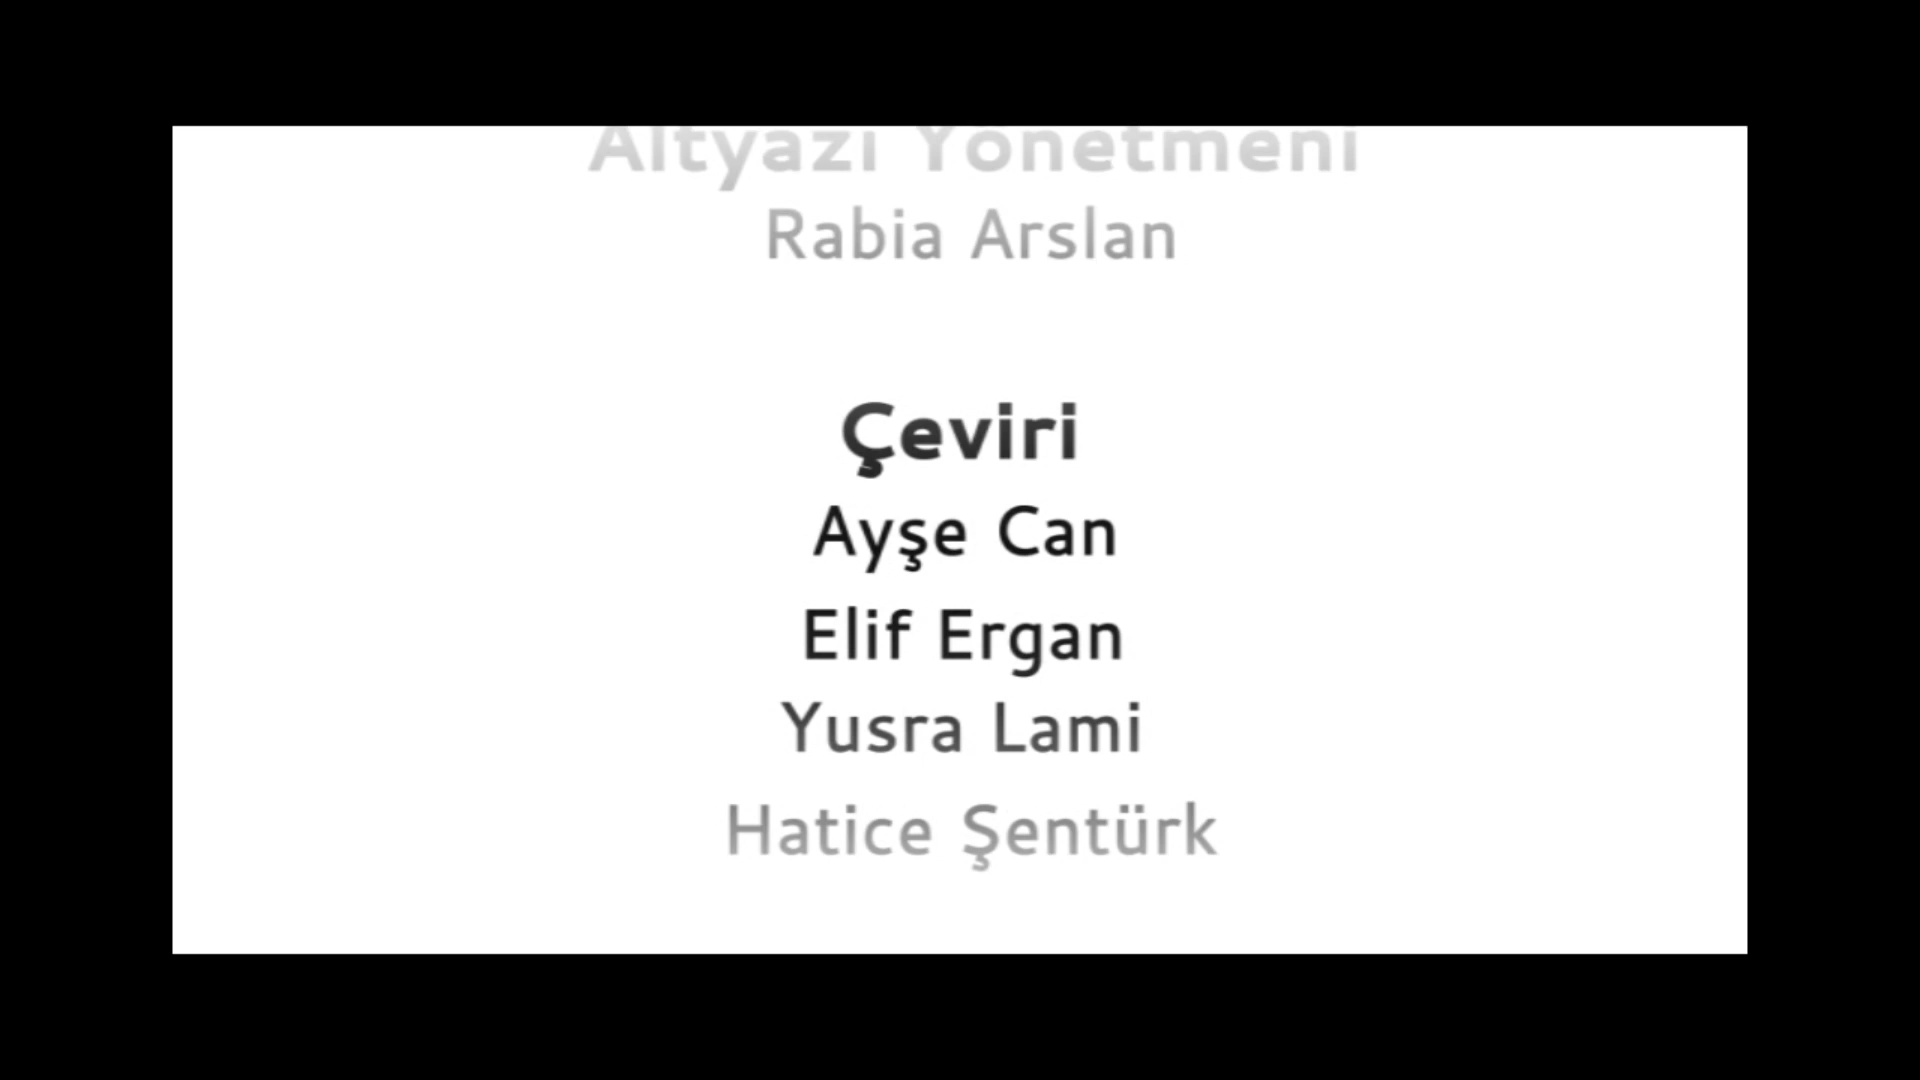 Altyazı Yönetmeni
Rabia Arslan
Çeviri
Ayşe Can
Elif Ergan
Yusra Lami
Hatice Şentürk